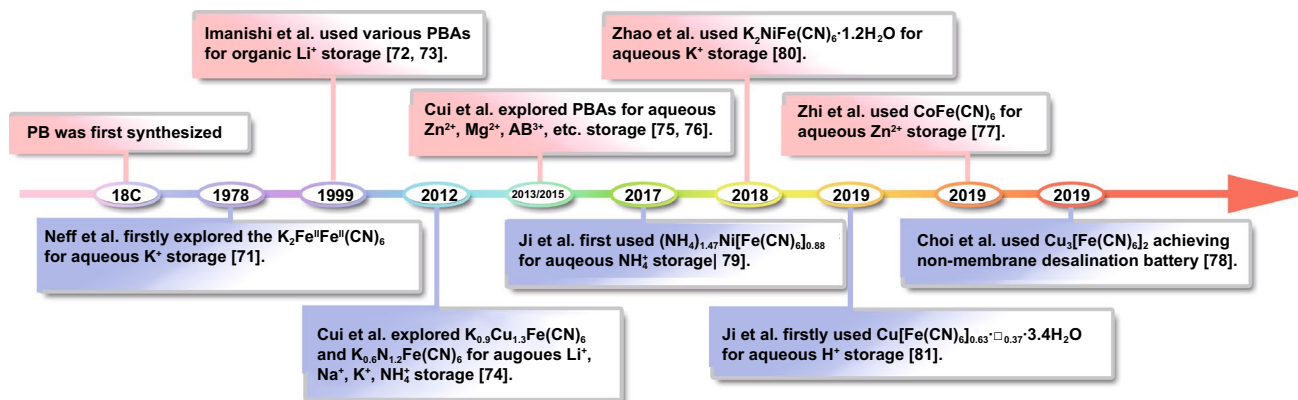 Imanishi et al. used various PBAs
for organic Li⁺ storage [72, 73].
Zhao et al. used K₂NiFe(CN)₆·1.2H₂O for
aqueous K⁺ storage [80].
PB was first synthesized
Cui et al. explored PBAs for aqueous
Zn²⁺, Mg²⁺, AB³⁺, etc. storage [75, 76].
Zhi et al. used CoFe(CN)₆ for
aqueous Zn²⁺ storage [77].
18C
1978
1999
2012
2013/2015
2017
2018
2019
2019
2019
Neff et al. firstly explored the K₂FeᴵᴵFeᴵᴵ(CN)₆
for aqueous K⁺ storage [71].
Ji et al. first used (NH₄)₁.₄₇Ni[Fe(CN)₆]₀.₈₈
for auqeous NH₄⁺ storage| 79].
Choi et al. used Cu₃[Fe(CN)₆]₂ achieving
non-membrane desalination battery [78].
Cui et al. explored K₀.₉Cu₁.₃Fe(CN)₆
and K₀.₆N₁.₂Fe(CN)₆ for augoues Li⁺,
Na⁺, K⁺, NH₄⁺ storage [74].
Ji et al. firstly used Cu[Fe(CN)₆]₀.₆₃·□₀.₃₇·3.4H₂O
for aqueous H⁺ storage [81].